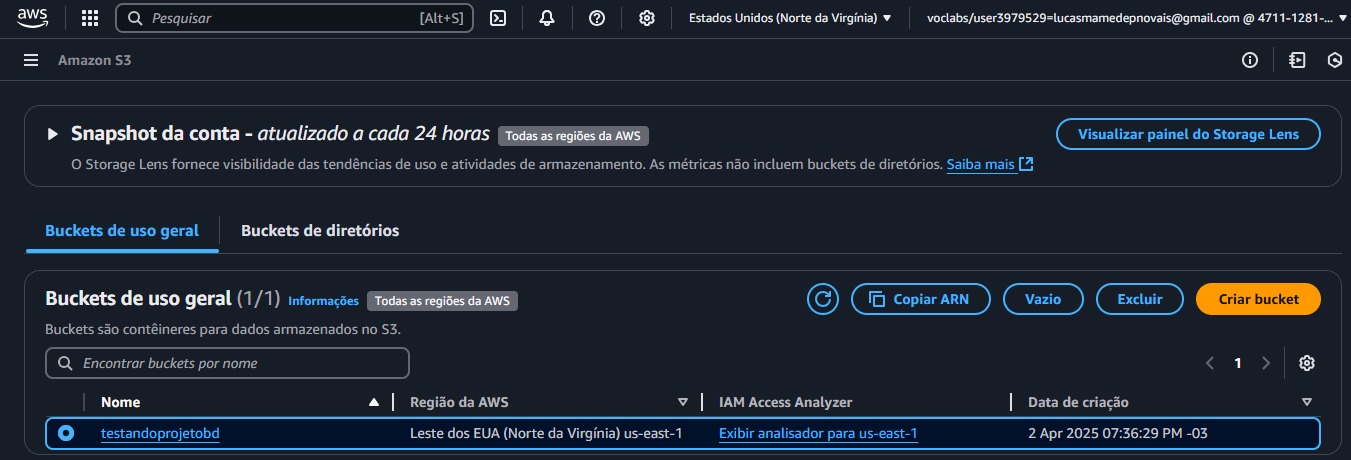 aws Pesquisar [Alt+S] Estados Unidos (Norte da Virgínia) voclabs/user3979529=lucasmamedepnovais@gmail.com @ 4711-1281-...
Amazon S3
Snapshot da conta - atualizado a cada 24 horas Todas as regiões da AWS Visualizar painel do Storage Lens
O Storage Lens fornece visibilidade das tendências de uso e atividades de armazenamento. As métricas não incluem buckets de diretórios. Saiba mais
Buckets de uso geral Buckets de diretórios
Buckets de uso geral (1/1) Informações Todas as regiões da AWS Copiar ARN Vazio Excluir Criar bucket
Buckets são contêineres para dados armazenados no S3.
Encontrar buckets por nome 1
Nome Região da AWS IAM Access Analyzer Data de criação
testandoprojetobd Leste dos EUA (Norte da Virgínia) us-east-1 Exibir analisador para us-east-1 2 Apr 2025 07:36:29 PM -03